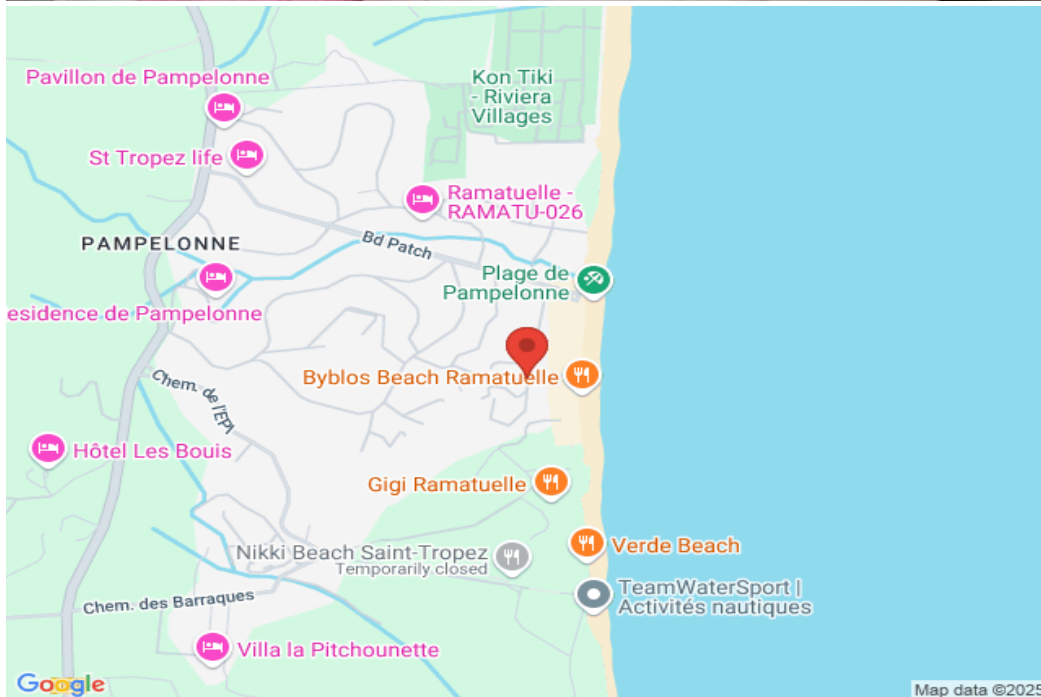 Pavillon de Pampelonne
Kon Tiki
- Riviera
Villages
St Tropez life
Ramatuelle -
RAMATU-026
PAMPELONNE
Bd Patch
Plage de
Pampelonne
esidence de Pampelonne
Byblos Beach Ramatuelle
Chem. de l'EPI
Hôtel Les Bouis
Gigi Ramatuelle
Nikki Beach Saint-Tropez
Temporarily closed
Verde Beach
TeamWaterSport |
Activités nautiques
Chem. des Barraques
Villa la Pitchounette
Google
Map data ©2025